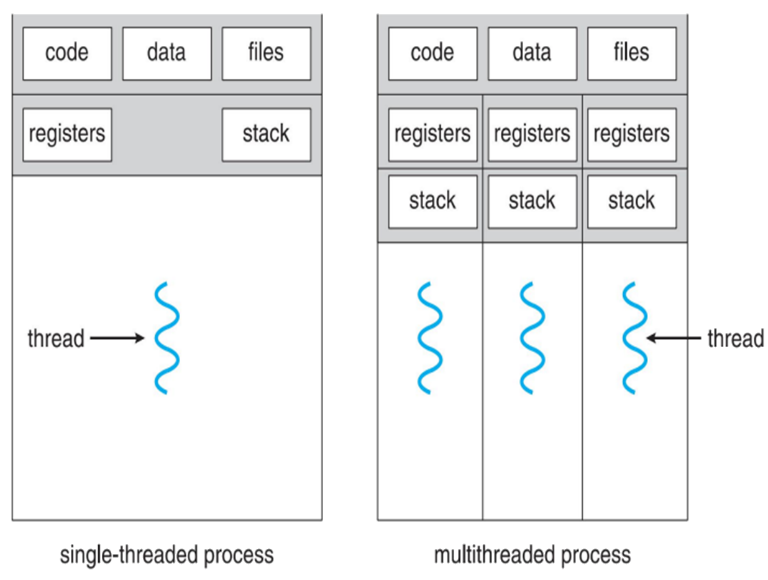 code data files
registers stack
thread
single-threaded process
code data files
registers registers registers
stack stack stack
thread
multithreaded process